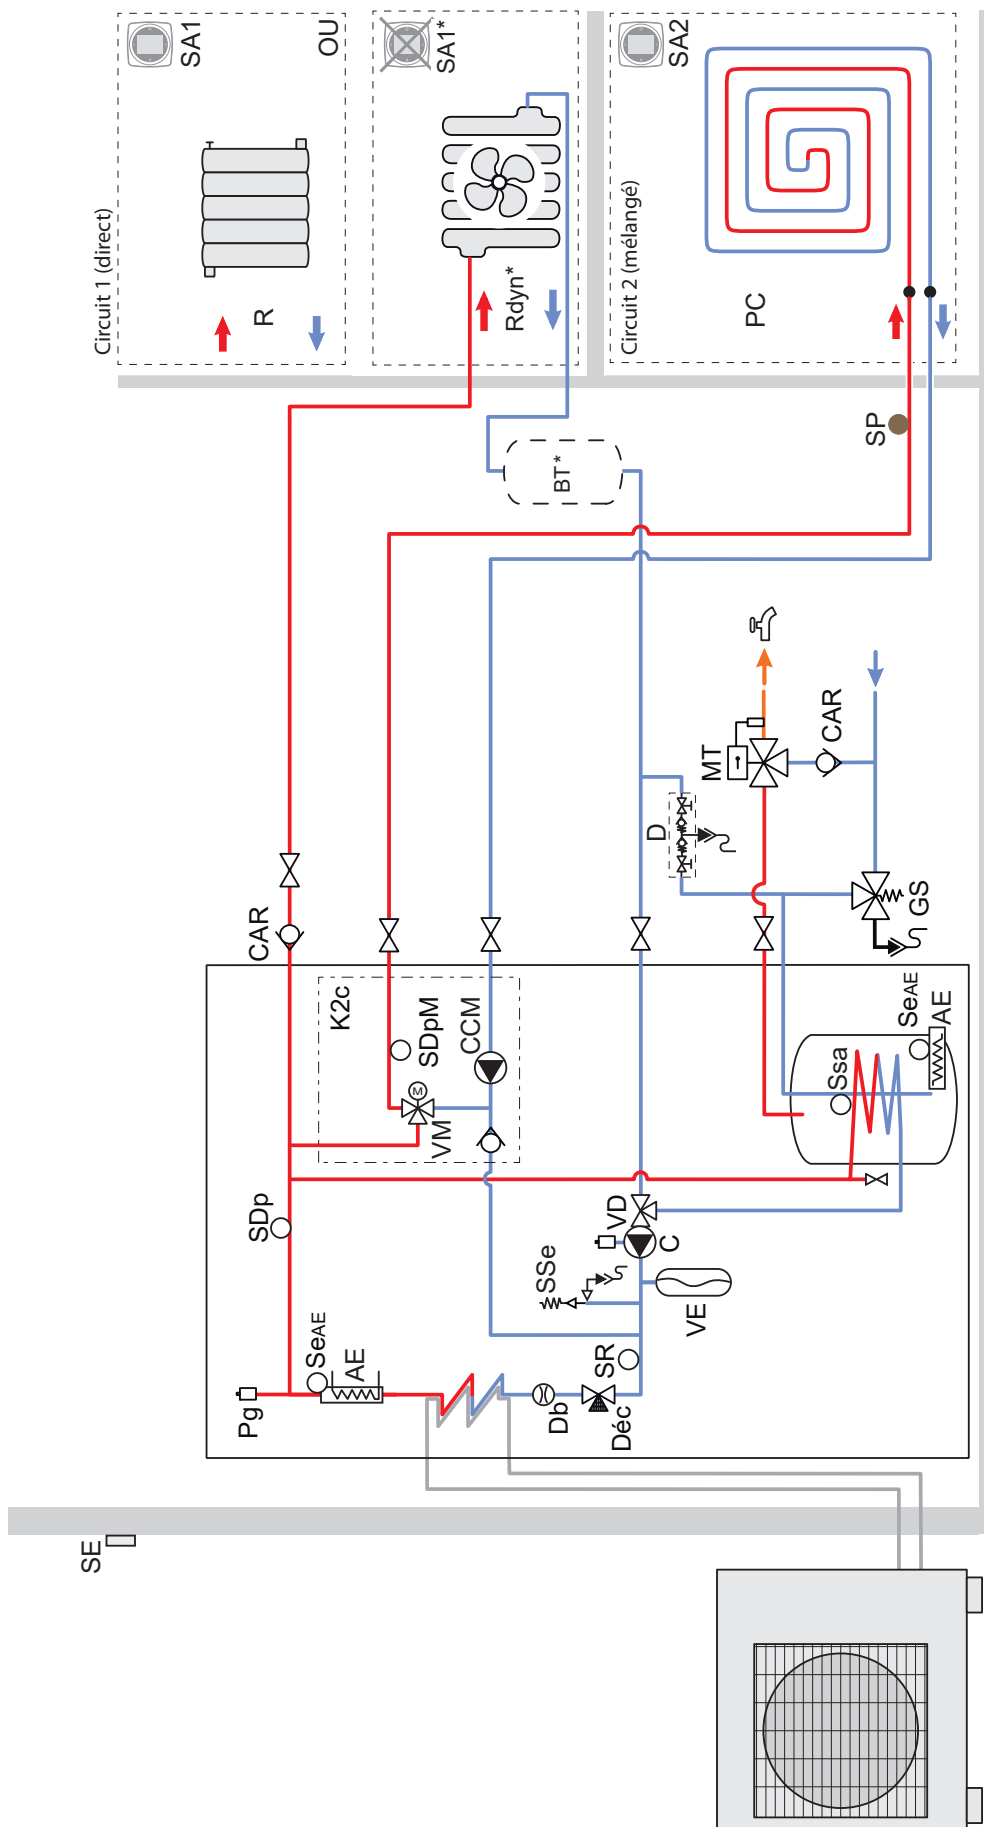 Circuit 1 (direct)
SA1
OU
R
SA1*
Rdyn*
Circuit 2 (mélangé)
SA2
PC
SP
BT*
CAR
MT
CAR
D
GS
K2c
SDpM
CCM
VM
M
SeAE
AE
Ssa
SDp
VD
C
SSe
VE
SeAE
AE
SR
Pg
Db
Déc
SE